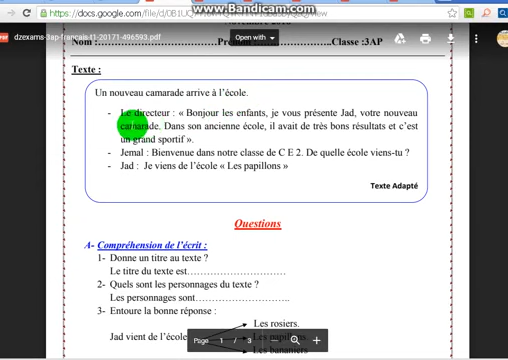 www.Bandicam.com
https://docs.google.com/file/d/0B1UQ
dzexams-3ap-francais-t1-20171-496593.pdf
Open with
Nom :…………………………Prénom …………………..Classe :3AP
Texte :
Un nouveau camarade arrive à l’école.
- Le directeur : « Bonjour les enfants, je vous présente Jad, votre nouveau
camarade. Dans son ancienne école, il avait de très bons résultats et c’est
un grand sportif ».
- Jemal : Bienvenue dans notre classe de C E 2. De quelle école viens-tu ?
- Jad : Je viens de l’école « Les papillons »
Texte Adapté
Questions
A- Compréhension de l’écrit :
1- Donne un titre au texte ?
Le titre du texte est…………………………
2- Quels sont les personnages du texte ?
Les personnages sont……………………..
3- Entoure la bonne réponse :
Les rosiers.
Jad vient de l’école
Les papillons
Les bananiers
Page 1 / 3